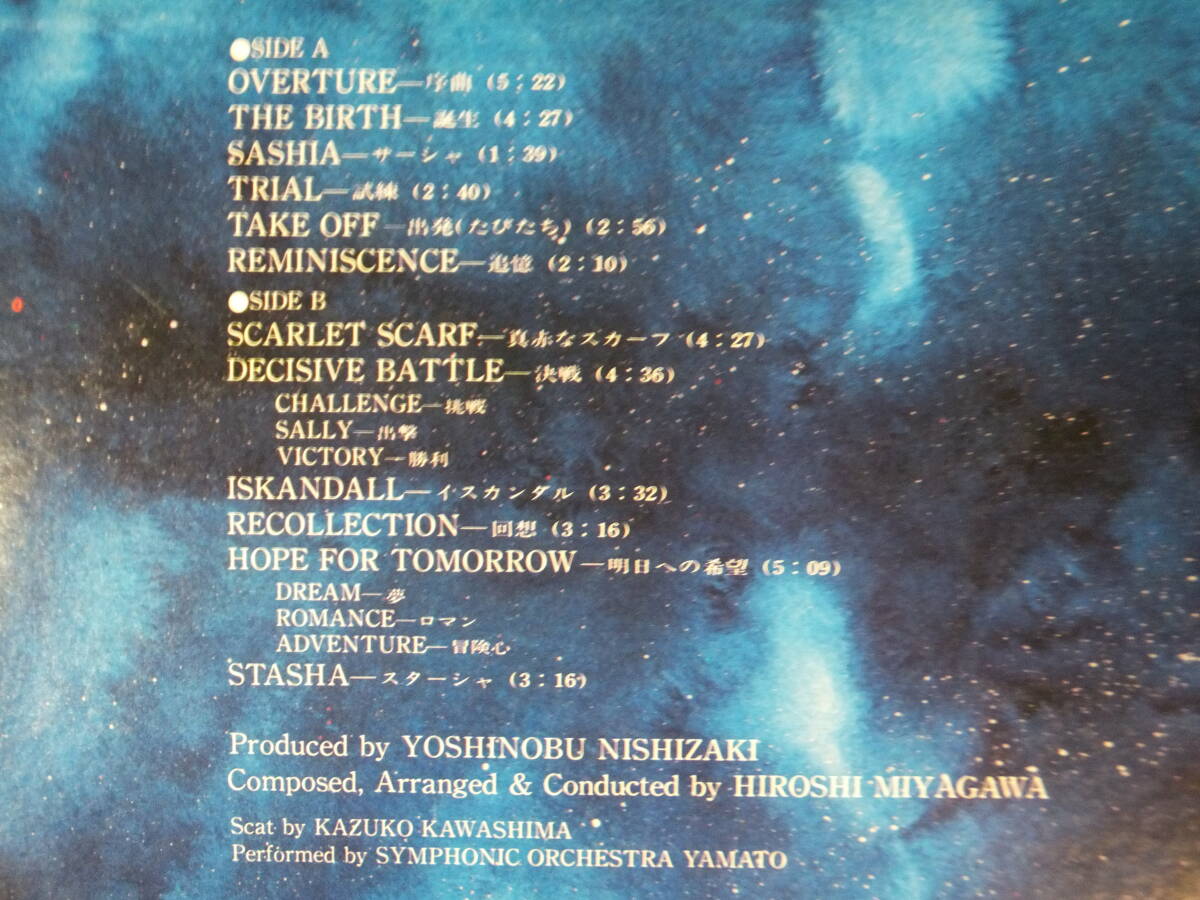 ●SIDE A
OVERTURE—序曲 (5:22)
THE BIRTH—誕生 (4:27)
SASHIA—サーシャ (1:39)
TRIAL—試練 (2:40)
TAKE OFF—出発(たびたち) (2:56)
REMINISCENCE—追憶 (2:10)
●SIDE B
SCARLET SCARF—真赤なスカーフ (4:27)
DECISIVE BATTLE—決戦 (4:36)
CHALLENGE—挑戦
SALLY—出撃
VICTORY—勝利
ISKANDALL—イスカンダル (3:32)
RECOLLECTION—回想 (3:16)
HOPE FOR TOMORROW—明日への希望 (5:09)
DREAM—夢
ROMANCE—ロマン
ADVENTURE—冒険心
STASHA—スターシャ (3:16)
Produced by YOSHINOBU NISHIZAKI
Composed, Arranged & Conducted by HIROSHI MIYAGAWA
Scat by KAZUKO KAWASHIMA
Performed by SYMPHONIC ORCHESTRA YAMATO